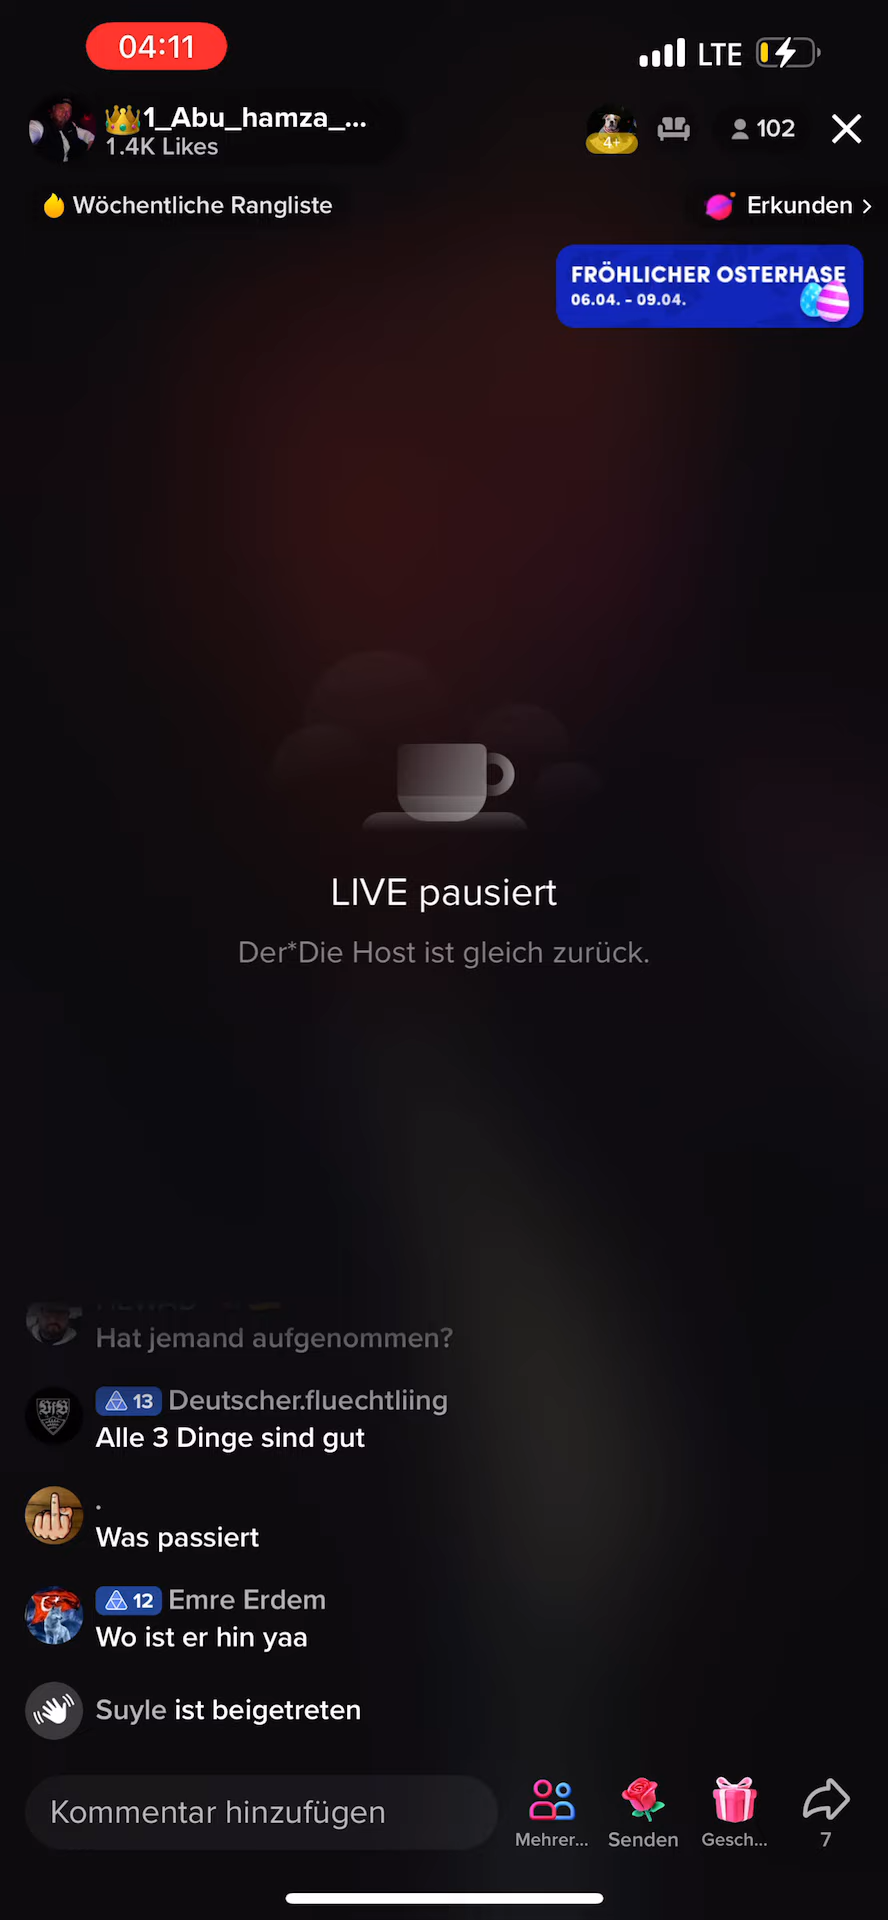 04:11
LTE
1_Abu_hamza_...
1.4K Likes
4+
102
Wöchentliche Rangliste
Erkunden >
FRÖHLICHER OSTERHASE
06.04. - 09.04.
LIVE pausiert
Der*Die Host ist gleich zurück.
Hat jemand aufgenommen?
13 Deutscher.fluechtliing
Alle 3 Dinge sind gut
.
Was passiert
12 Emre Erdem
Wo ist er hin yaa
Suyle ist beigetreten
Kommentar hinzufügen
Mehrer...
Senden
Gesch...
7